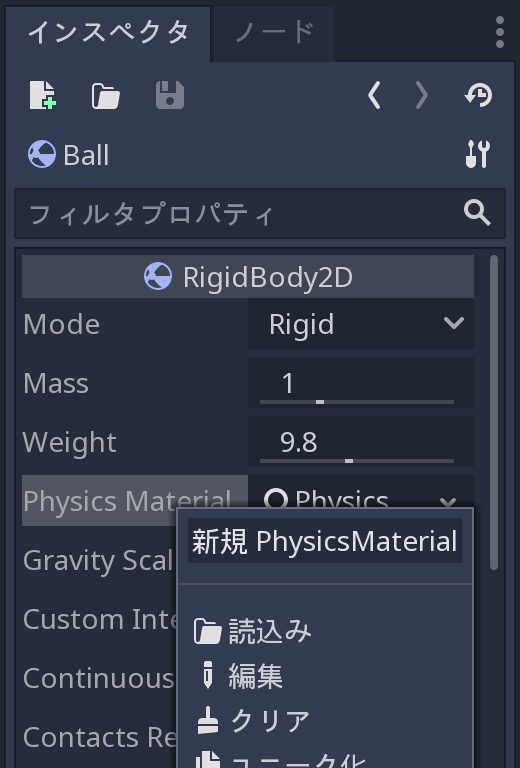 インスペクタ ノード
Ball
フィルタプロパティ
RigidBody2D
Mode Rigid
Mass 1
Weight 9.8
Physics Material Physics
新規 PhysicsMaterial
Gravity Scal
Custom Inte
読込み
Continuous
編集
Contacts Re
クリア
ユニーク化